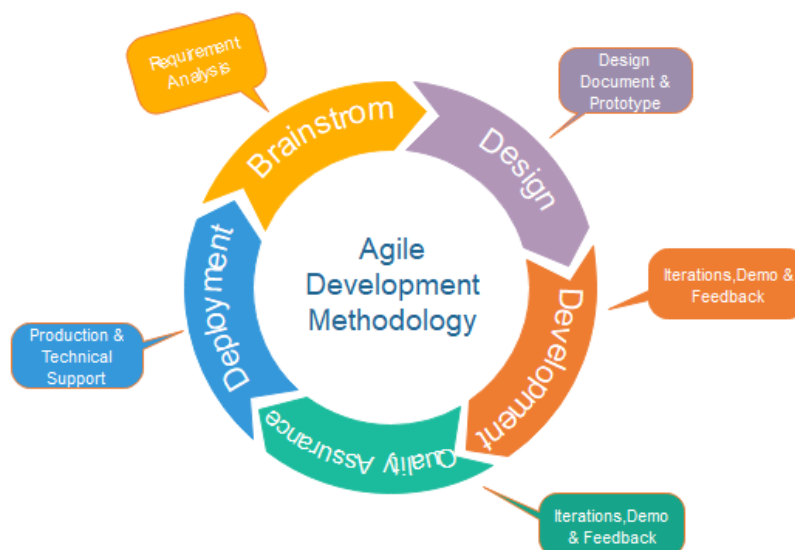 Requirement
Analysis
Brainstrom
Design
Document &
Prototype
Design
Agile
Development
Methodology
Iterations,Demo &
Feedback
Development
Production &
Technical
Support
Deployment
Quality Assurance
Iterations,Demo
& Feedback